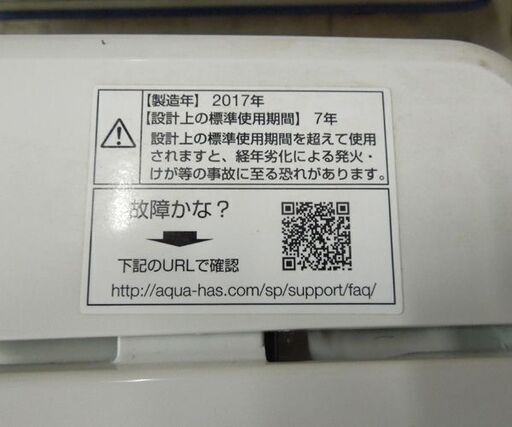 【製造年】 2017年
【設計上の標準使用期間】 7年
設計上の標準使用期間を超えて使用
されますと、経年劣化による発火・
けが等の事故に至る恐れがあります。
故障かな？
下記のURLで確認
http://aqua-has.com/sp/support/faq/